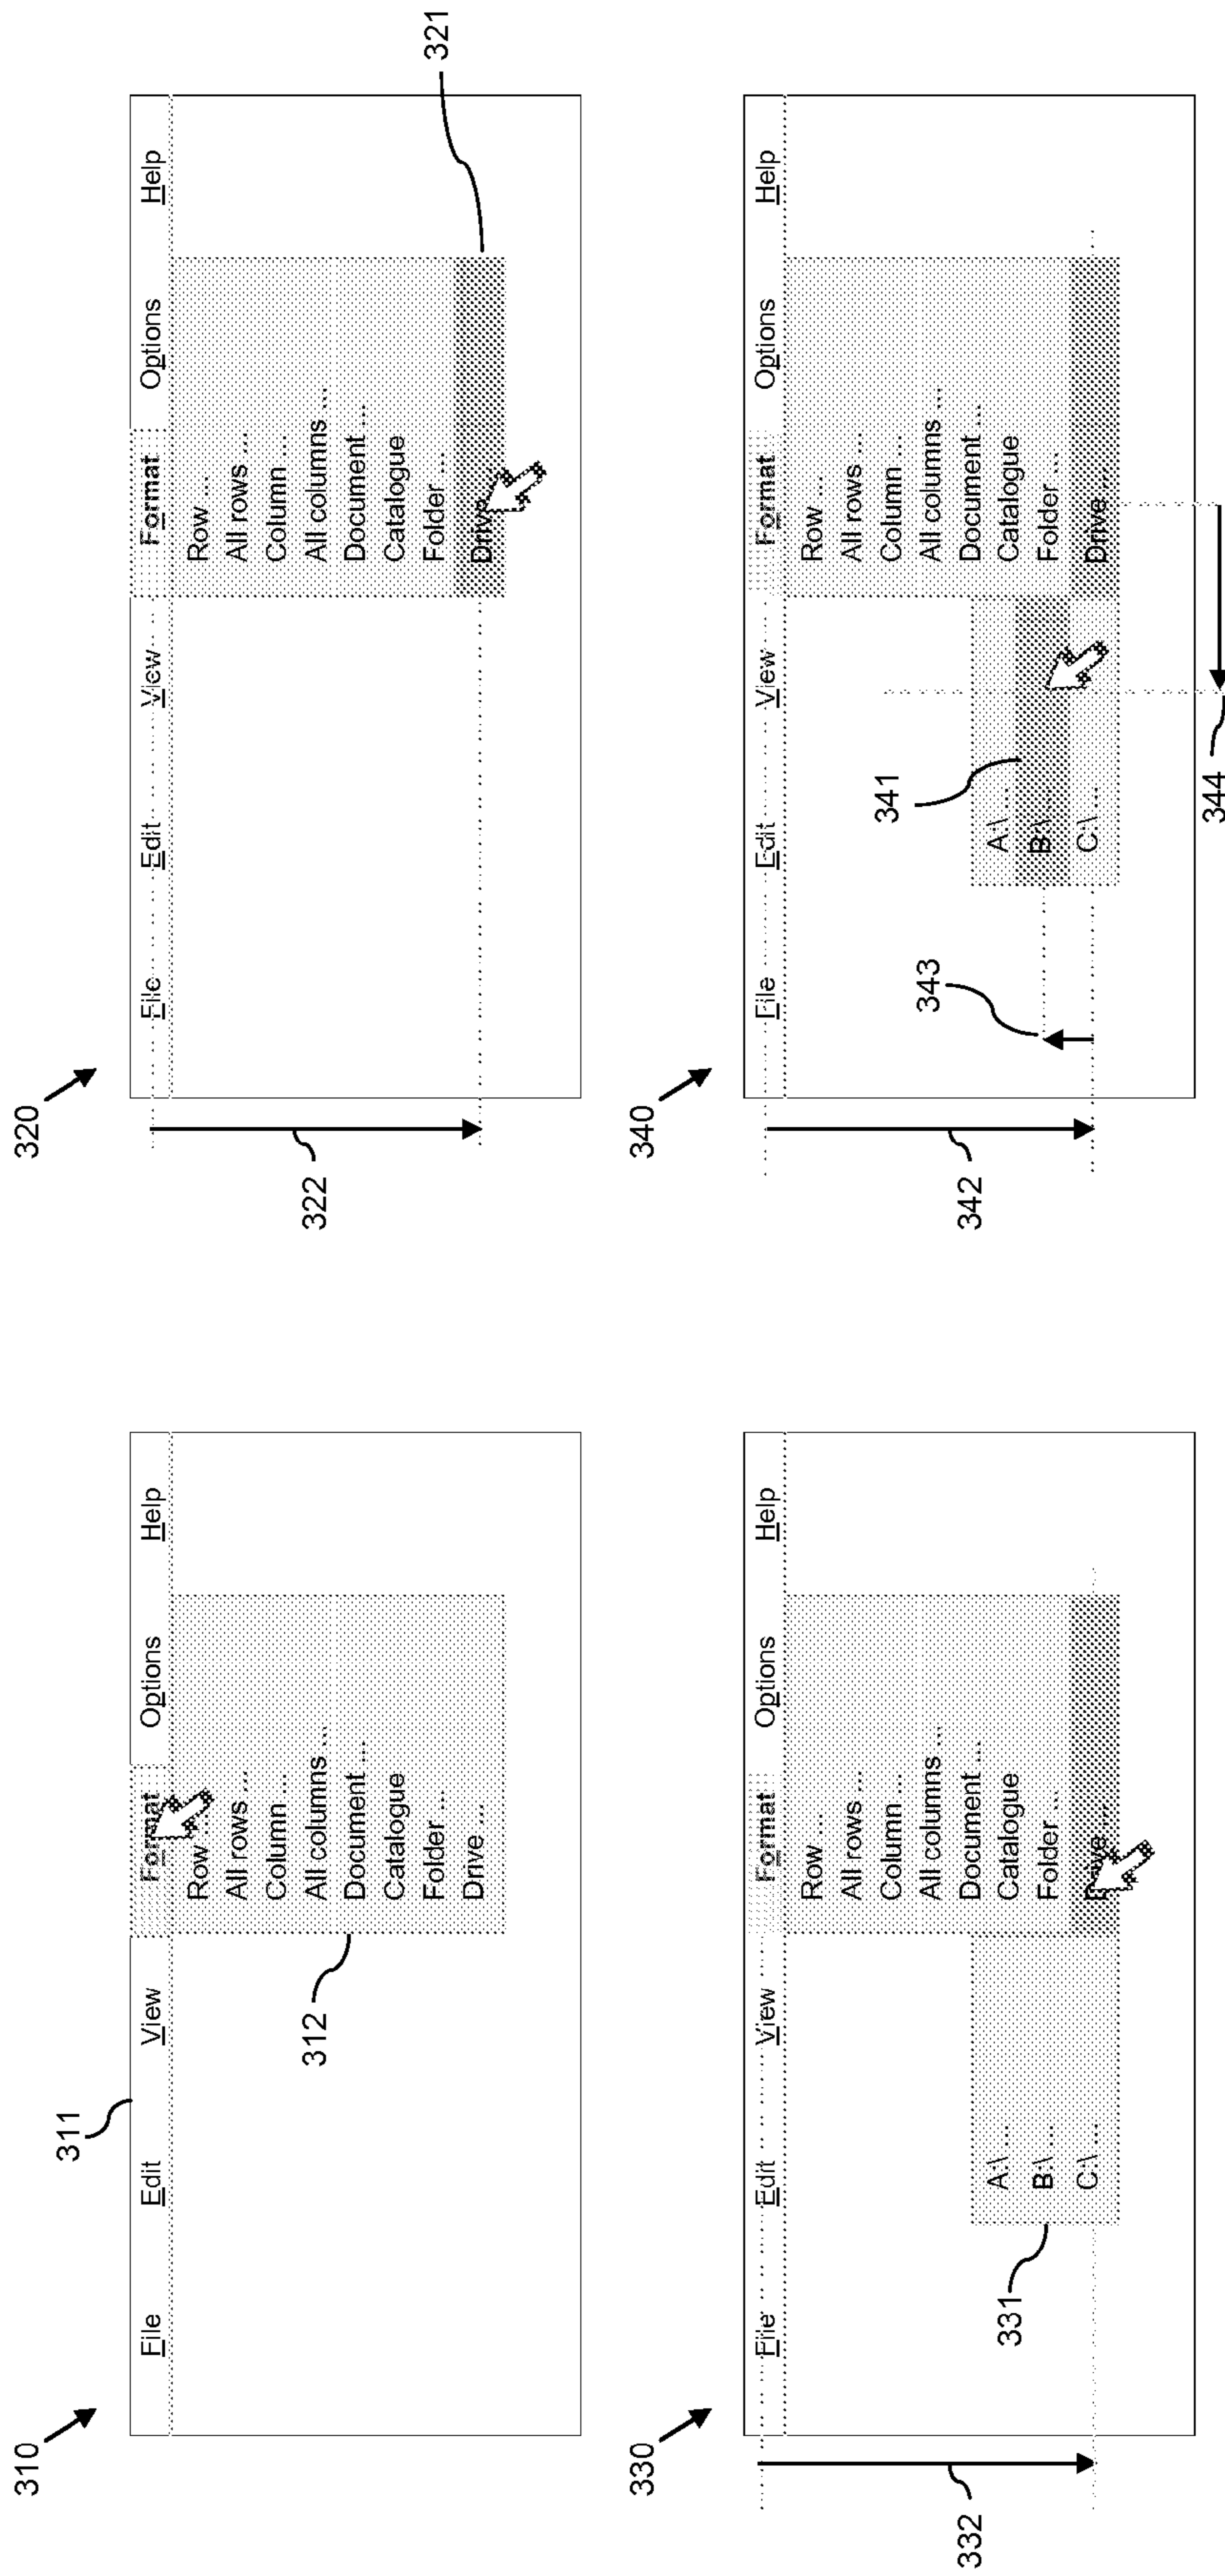 310
311
File Edit View Format Options Help
Row ...
All rows ...
Column ...
All columns ...
Document ...
Catalogue
Folder ...
Drive ...
312
320
File Edit View Format Options Help
Row ...
All rows ...
Column ...
All columns ...
Document ...
Catalogue
Folder ...
Drive
321
322
330
File Edit View Format Options Help
Row ...
All rows ...
Column ...
All columns ...
Document ...
Catalogue
Folder ...
Drive ...
A:\ ...
B:\ ...
C:\ ...
331
332
340
File Edit View Format Options Help
Row ...
All rows ...
Column ...
All columns ...
Document ...
Catalogue
Folder ...
Drive ...
341
A:\ ...
B:\ ...
C:\ ...
342
343
344